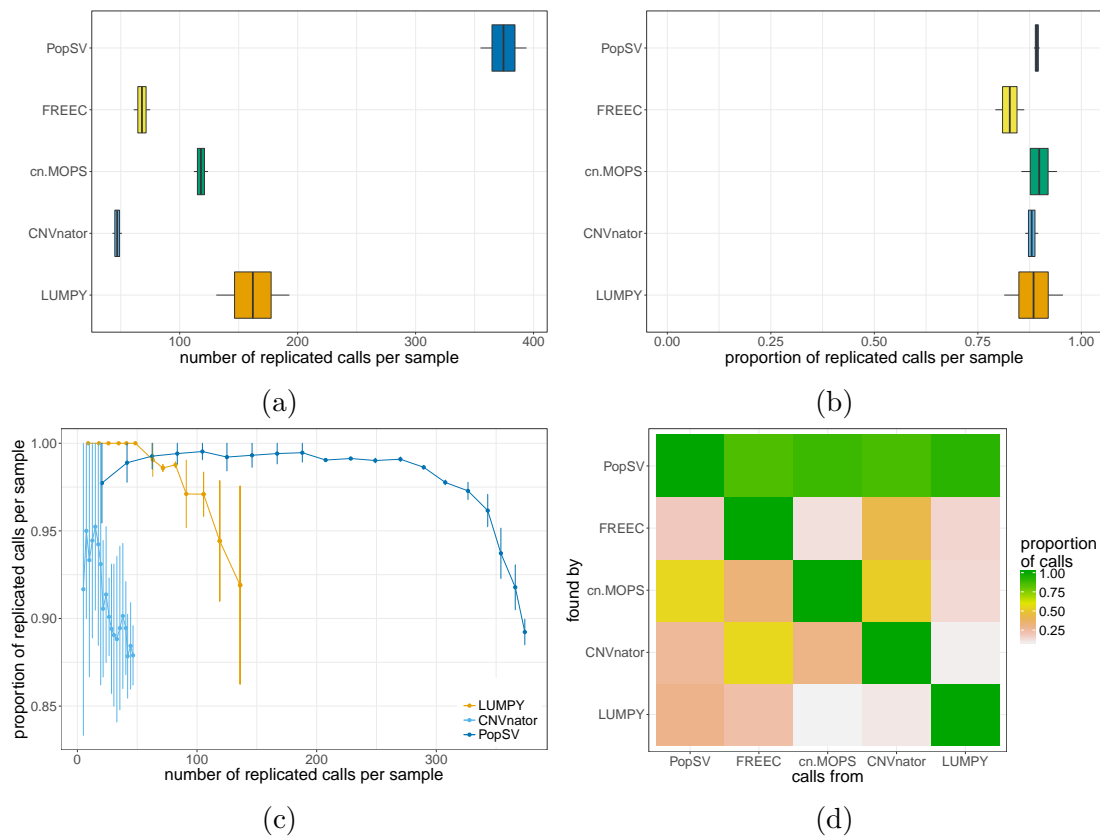 PopSV
FREEC
cn.MOPS
CNVnator
LUMPY
100 200 300 400
number of replicated calls per sample
(a)
PopSV
FREEC
cn.MOPS
CNVnator
LUMPY
0.00 0.25 0.50 0.75 1.00
proportion of replicated calls per sample
(b)
proportion of replicated calls per sample
1.00
0.95
0.90
0.85
LUMPY
CNVnator
PopSV
0 100 200 300
number of replicated calls per sample
(c)
found by
PopSV
FREEC
cn.MOPS
CNVnator
LUMPY
PopSV FREEC cn.MOPS CNVnator LUMPY
calls from
proportion
of calls
1.00
0.75
0.50
0.25
(d)